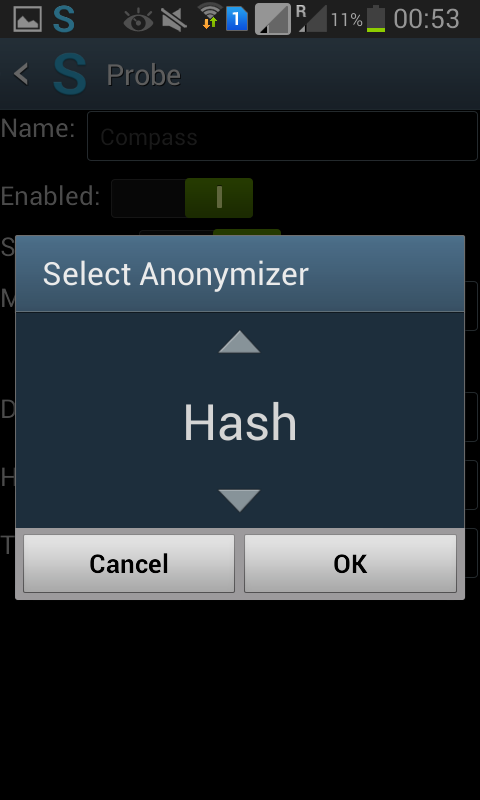 S 1 R 11% 00:53
S Probe
Name: Compass
Enabled:
S
Select Anonymizer
M
Hash
D
H
T
Cancel OK